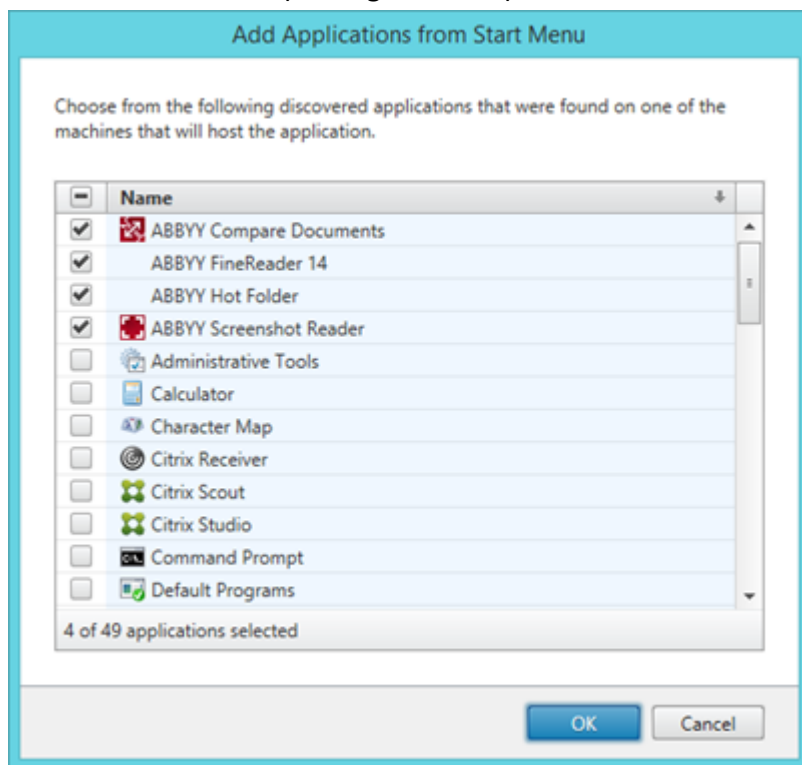 Add Applications from Start Menu
Choose from the following discovered applications that were found on one of the
machines that will host the application.
Name
ABBYY Compare Documents
ABBYY FineReader 14
ABBYY Hot Folder
ABBYY Screenshot Reader
Administrative Tools
Calculator
Character Map
Citrix Receiver
Citrix Scout
Citrix Studio
Command Prompt
Default Programs
4 of 49 applications selected
OK Cancel